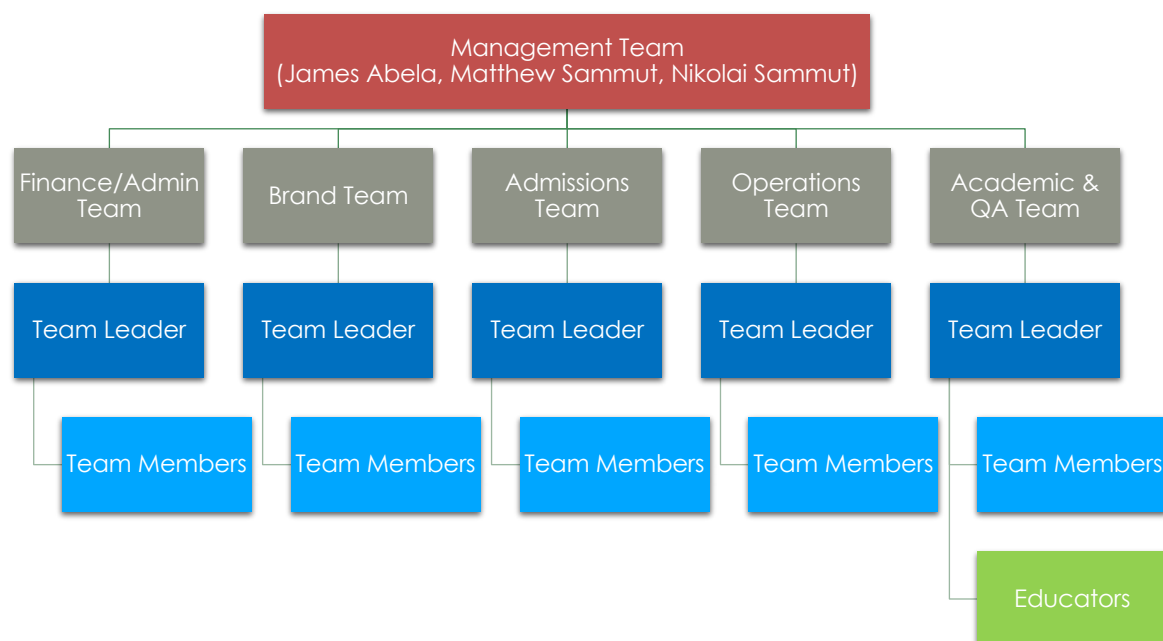 Management Team
(James Abela, Matthew Sammut, Nikolai Sammut)
Finance/Admin
Team
Brand Team
Admissions
Team
Operations
Team
Academic &
QA Team
Team Leader
Team Leader
Team Leader
Team Leader
Team Leader
Team Members
Team Members
Team Members
Team Members
Team Members
Educators